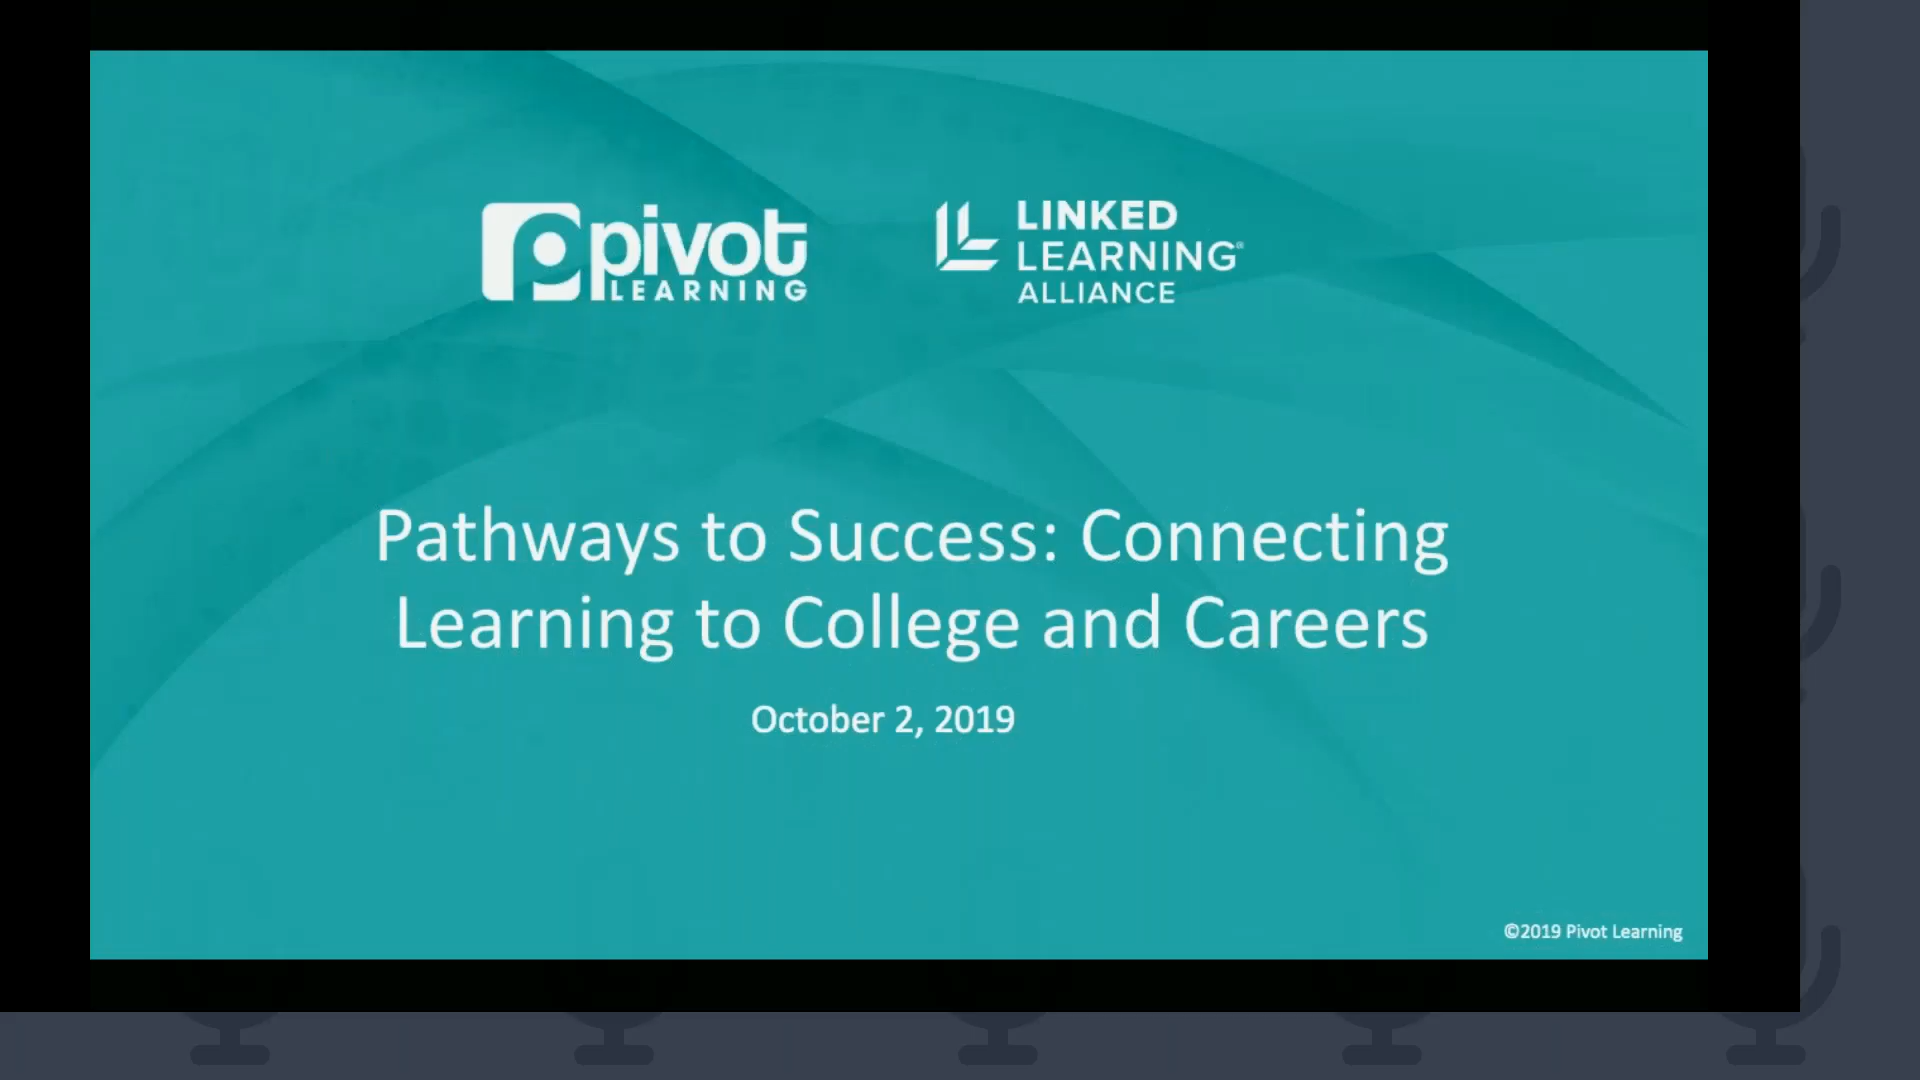 pivot
LEARNING
LINKED
LEARNING®
ALLIANCE
Pathways to Success: Connecting
Learning to College and Careers
October 2, 2019
©2019 Pivot Learning